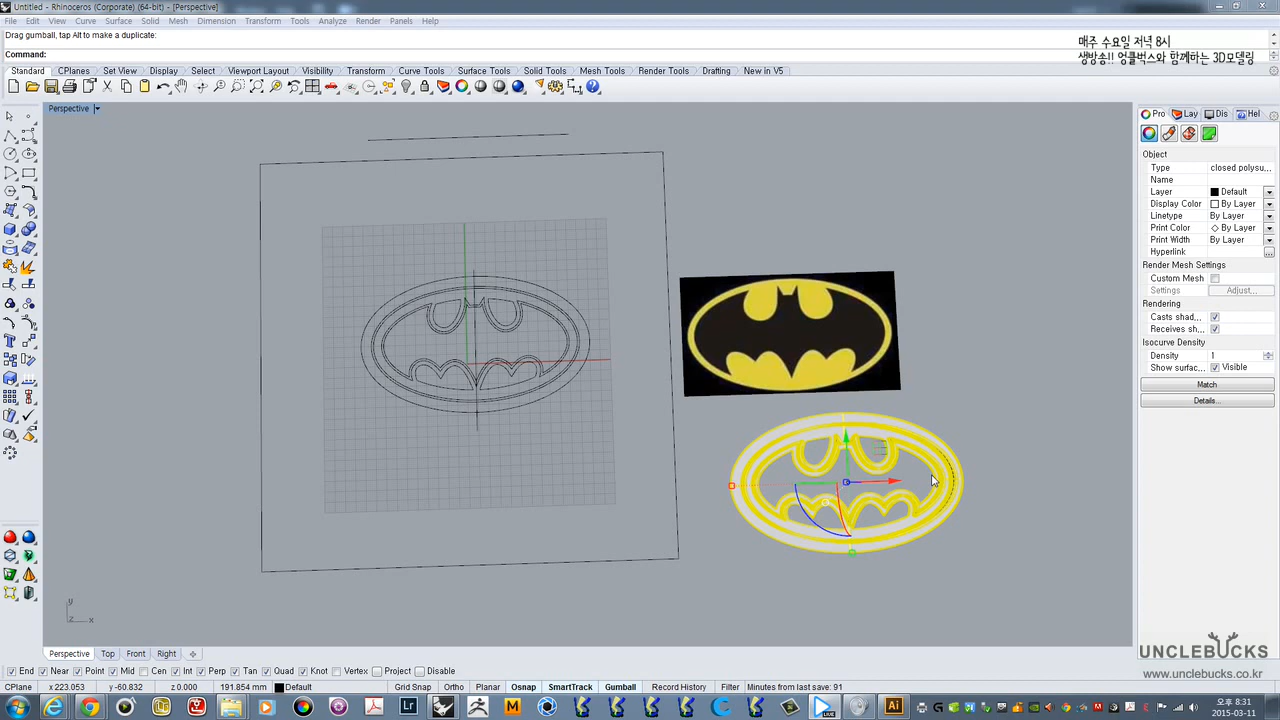 Untitled - Rhinoceros (Corporate) (64-bit) - [Perspective]
File Edit View Curve Surface Solid Mesh Dimension Transform Tools Analyze Render Panels Help
Drag gumball, tap Alt to make a duplicate:
Command:
매주 수요일 저녁 8시
생방송!! 엉클벅스와 함께하는 3D모델링
Standard CPlanes Set View Display Select Viewport Layout Visibility Transform Curve Tools Surface Tools Solid Tools Mesh Tools Render Tools Drafting New in V5
Perspective
Pro Lay Dis Hel
Object
Type closed polysu...
Name
Layer Default
Display Color By Layer
Linetype By Layer
Print Color By Layer
Print Width By Layer
Hyperlink ...
Render Mesh Settings
Custom Mesh
Settings Adjust...
Rendering
Casts shad...
Receives sh...
Isocurve Density
Density 1
Show surfac... Visible
Match
Details...
y
z x
Perspective Top Front Right
End Near Point Mid Cen Int Perp Tan Quad Knot Vertex Project Disable
UNCLEBUCKS
www.unclebucks.co.kr
CPlane x 223.053 y -60.832 z 0.000 191.854 mm Default Grid Snap Ortho Planar Osnap SmartTrack Gumball Record History Filter Minutes from last save: 91
Lr
LIVE
Ai
오후 8:31
2015-03-11